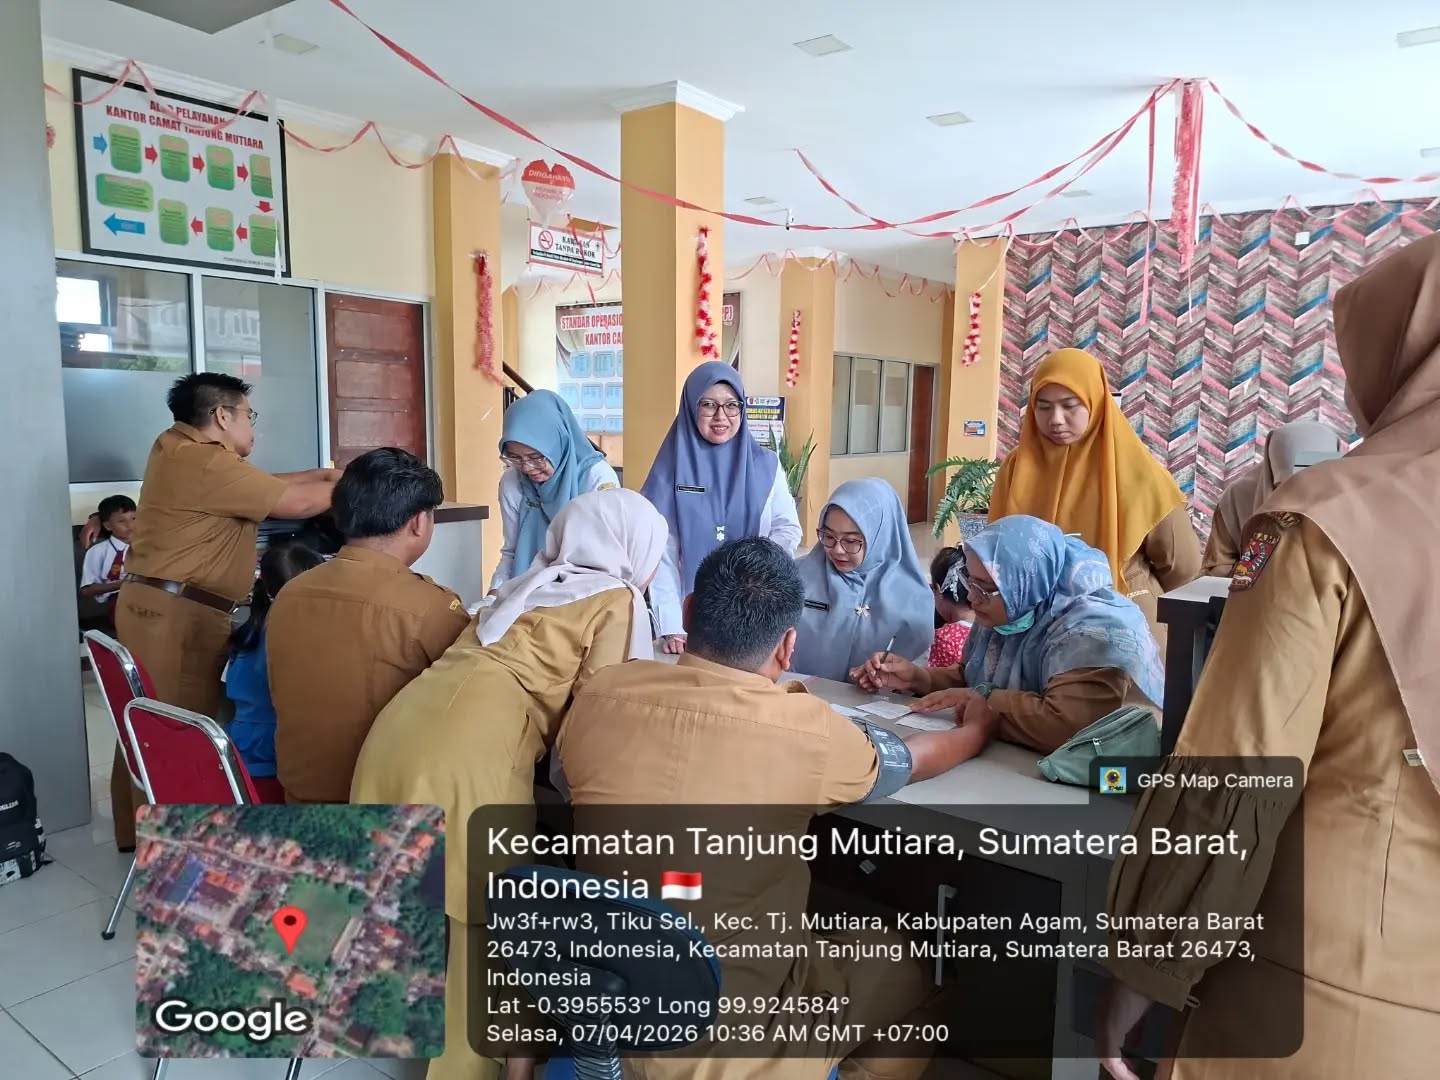 ALUR PELAYANAN
KANTOR CAMAT TANJUNG MUTIARA
DIRGAHAYU
KAWASAN
TANPA ROKOK
STANDAR OPERASIONAL
KANTOR CAMAT
GPS Map Camera
Kecamatan Tanjung Mutiara, Sumatera Barat,
Indonesia 🇮🇩
Jw3f+rw3, Tiku Sel., Kec. Tj. Mutiara, Kabupaten Agam, Sumatera Barat
26473, Indonesia, Kecamatan Tanjung Mutiara, Sumatera Barat 26473,
Indonesia
Lat -0.395553° Long 99.924584°
Selasa, 07/04/2026 10:36 AM GMT +07:00
Google